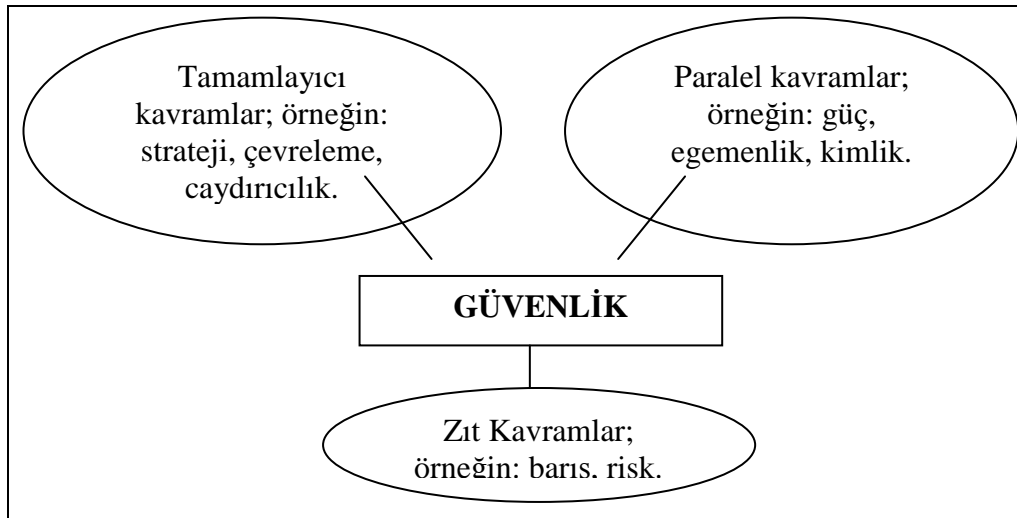 Tamamlayıcı
kavramlar; örneğin:
strateji, çevreleme,
caydırıcılık.
Paralel kavramlar;
örneğin: güç,
egemenlik, kimlik.
GÜVENLİK
Zıt Kavramlar;
örneğin: barış, risk.